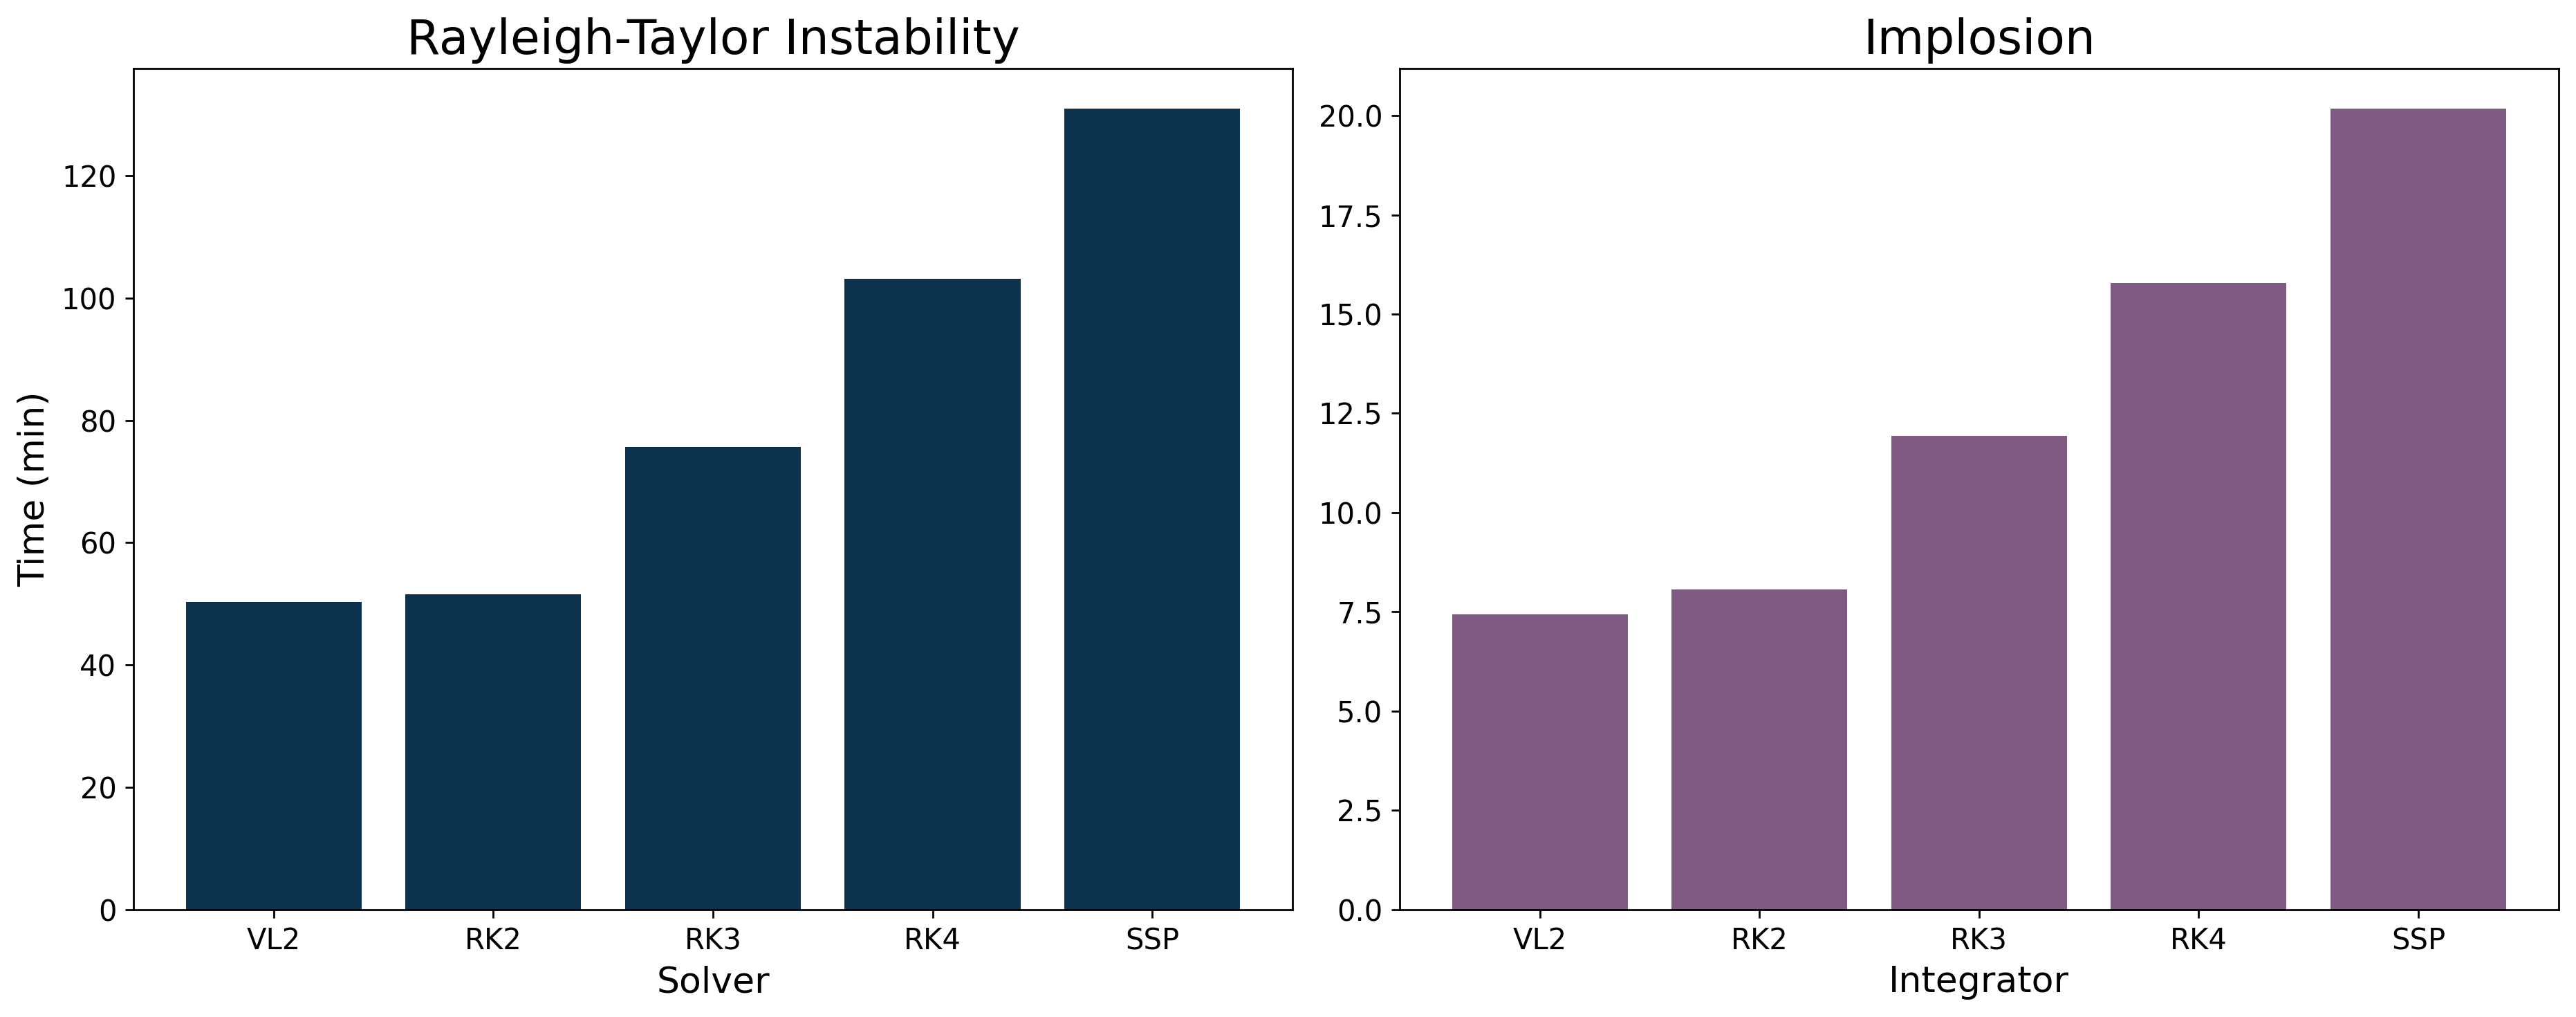 Rayleigh-Taylor Instability
Time (min)
120
100
80
60
40
20
0
VL2 RK2 RK3 RK4 SSP
Solver
Implosion
20.0
17.5
15.0
12.5
10.0
7.5
5.0
2.5
0.0
VL2 RK2 RK3 RK4 SSP
Integrator